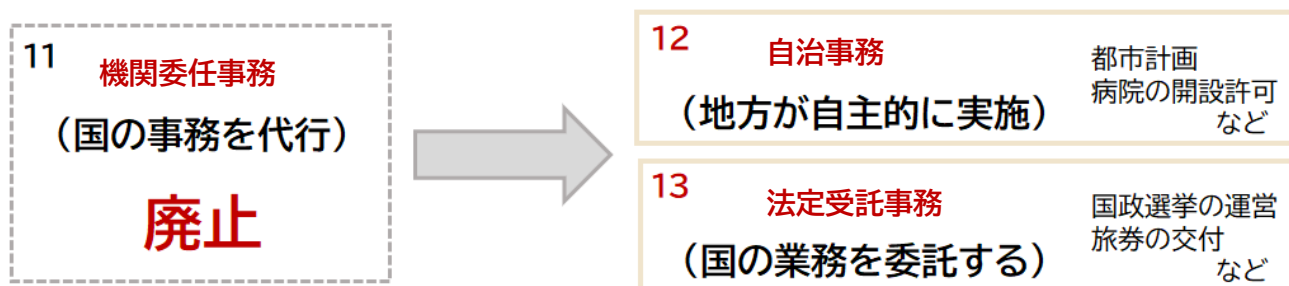 11
機関委任事務
（国の事務を代行）
廃止
12
自治事務
（地方が自主的に実施）
都市計画
病院の開設許可
など
13
法定受託事務
（国の業務を委託する）
国政選挙の運営
旅券の交付
など